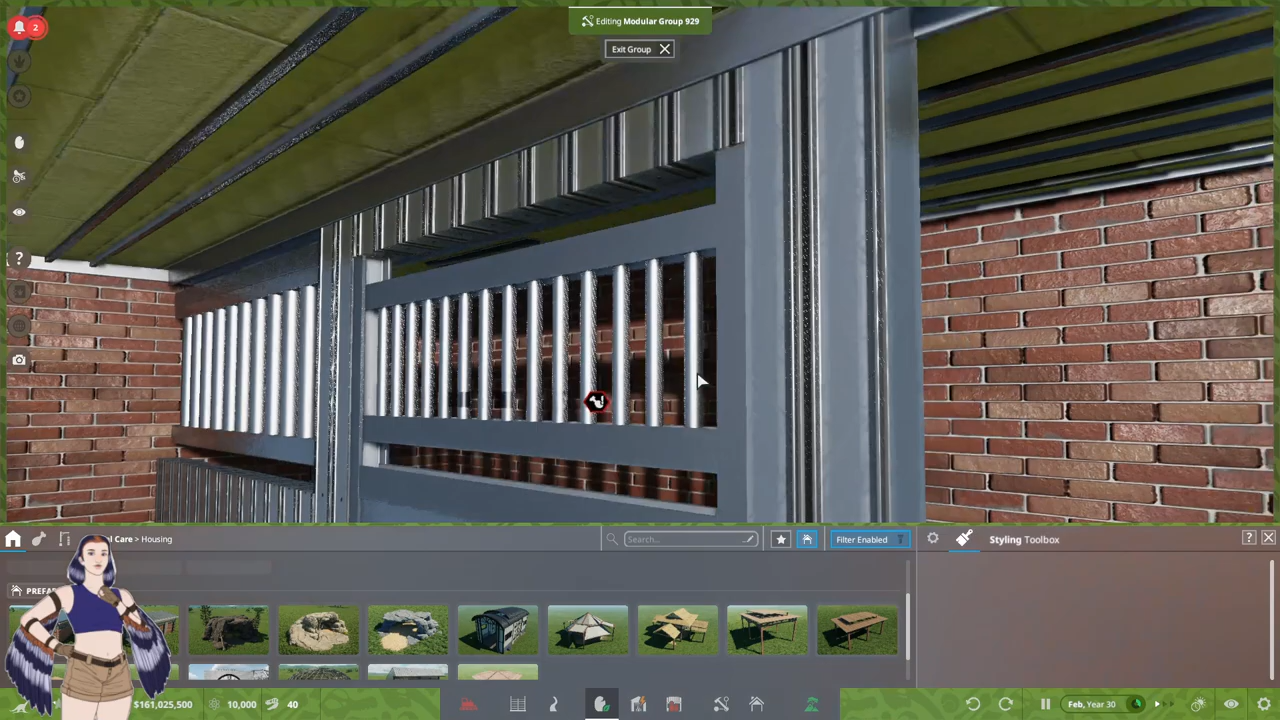 2
Editing Modular Group 929
Exit Group
Care > Housing
Search...
Filter Enabled
Styling Toolbox
$161,025,500
10,000
40
Feb, Year 30